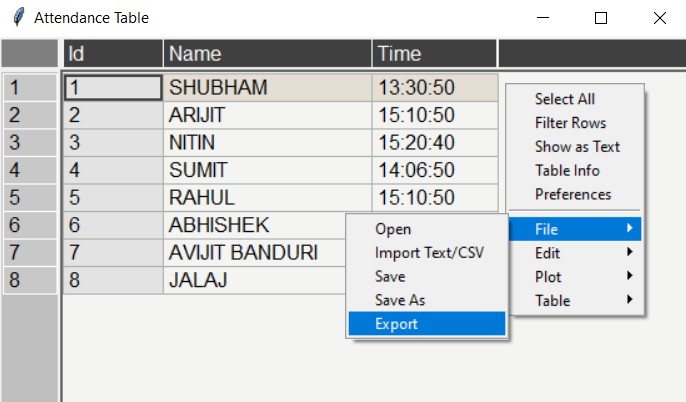 Attendance Table
Id Name Time
1 1 SHUBHAM 13:30:50
2 2 ARIJIT 15:10:50
3 3 NITIN 15:20:40
4 4 SUMIT 14:06:50
5 5 RAHUL 15:10:50
6 6 ABHISHEK
7 7 AVIJIT BANDURI
8 8 JALAJ
Select All
Filter Rows
Show as Text
Table Info
Preferences
File
Edit
Plot
Table
Open
Import Text/CSV
Save
Save As
Export